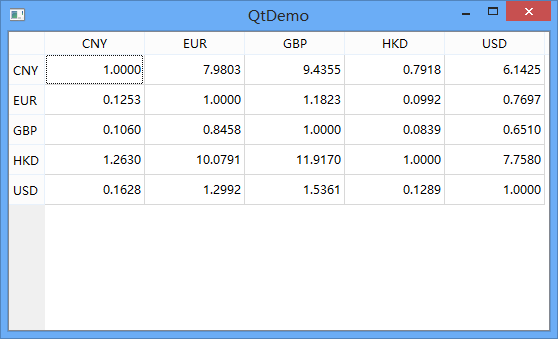 QtDemo
CNY EUR GBP HKD USD
CNY 1.0000 7.9803 9.4355 0.7918 6.1425
EUR 0.1253 1.0000 1.1823 0.0992 0.7697
GBP 0.1060 0.8458 1.0000 0.0839 0.6510
HKD 1.2630 10.0791 11.9170 1.0000 7.7580
USD 0.1628 1.2992 1.5361 0.1289 1.0000